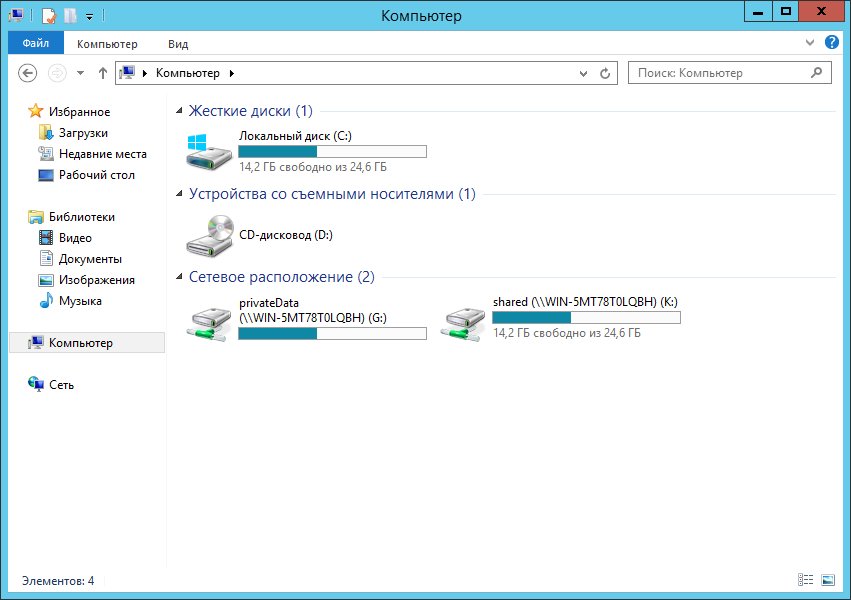 Компьютер
Файл
Компьютер
Вид
Компьютер
Поиск: Компьютер
Избранное
Загрузки
Недавние места
Рабочий стол
Библиотеки
Видео
Документы
Изображения
Музыка
Компьютер
Сеть
Жесткие диски (1)
Локальный диск (C:)
14,2 ГБ свободно из 24,6 ГБ
Устройства со съемными носителями (1)
CD-дисковод (D:)
Сетевое расположение (2)
privateData
(\\WIN-5MT78T0LQBH) (G:)
shared (\\WIN-5MT78T0LQBH) (K:)
14,2 ГБ свободно из 24,6 ГБ
Элементов: 4